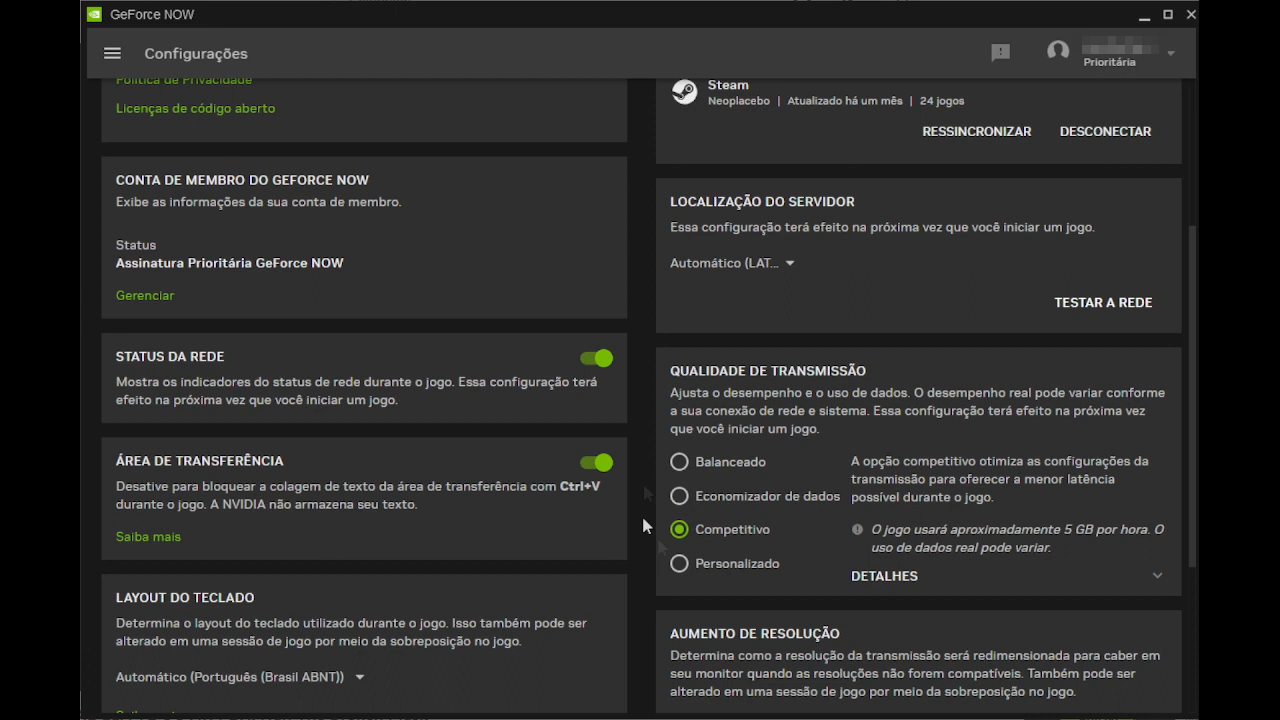 GeForce NOW
Configurações
Prioritária
Política de Privacidade
Licenças de código aberto
CONTA DE MEMBRO DO GEFORCE NOW
Exibe as informações da sua conta de membro.
Status
Assinatura Prioritária GeForce NOW
Gerenciar
STATUS DA REDE
Mostra os indicadores do status de rede durante o jogo. Essa configuração terá
efeito na próxima vez que você iniciar um jogo.
ÁREA DE TRANSFERÊNCIA
Desative para bloquear a colagem de texto da área de transferência com Ctrl+V
durante o jogo. A NVIDIA não armazena seu texto.
Saiba mais
LAYOUT DO TECLADO
Determina o layout do teclado utilizado durante o jogo. Isso também pode ser
alterado em uma sessão de jogo por meio da sobreposição no jogo.
Automático (Português (Brasil ABNT))
Steam
Neoplacebo | Atualizado há um mês | 24 jogos
RESSINCRONIZAR DESCONECTAR
LOCALIZAÇÃO DO SERVIDOR
Essa configuração terá efeito na próxima vez que você iniciar um jogo.
Automático (LAT...
TESTAR A REDE
QUALIDADE DE TRANSMISSÃO
Ajusta o desempenho e o uso de dados. O desempenho real pode variar conforme
a sua conexão de rede e sistema. Essa configuração terá efeito na próxima vez
que você iniciar um jogo.
Balanceado
Economizador de dados
Competitivo
Personalizado
A opção competitivo otimiza as configurações da
transmissão para oferecer a menor latência
possível durante o jogo.
O jogo usará aproximadamente 5 GB por hora. O
uso de dados real pode variar.
DETALHES
AUMENTO DE RESOLUÇÃO
Determina como a resolução da transmissão será redimensionada para caber em
seu monitor quando as resoluções não forem compatíveis. Também pode ser
alterado em uma sessão de jogo por meio da sobreposição no jogo.